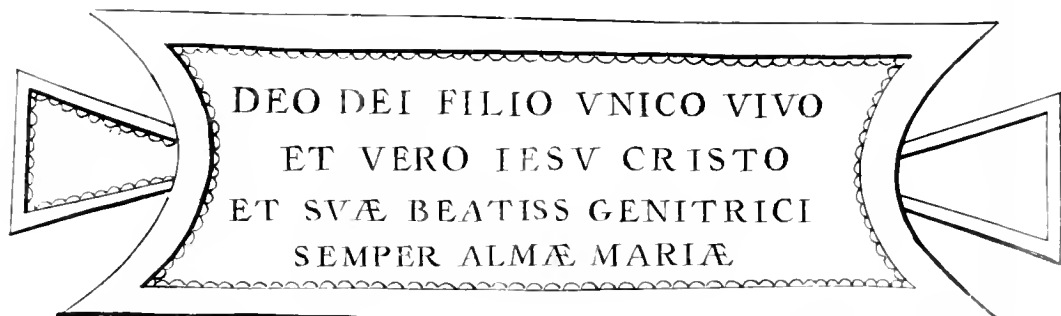 DEO DEI FILIO VNICO VIVO
ET VERO IESV CRISTO
ET SVÆ BEATISS GENITRICI
SEMPER ALMÆ MARIÆ